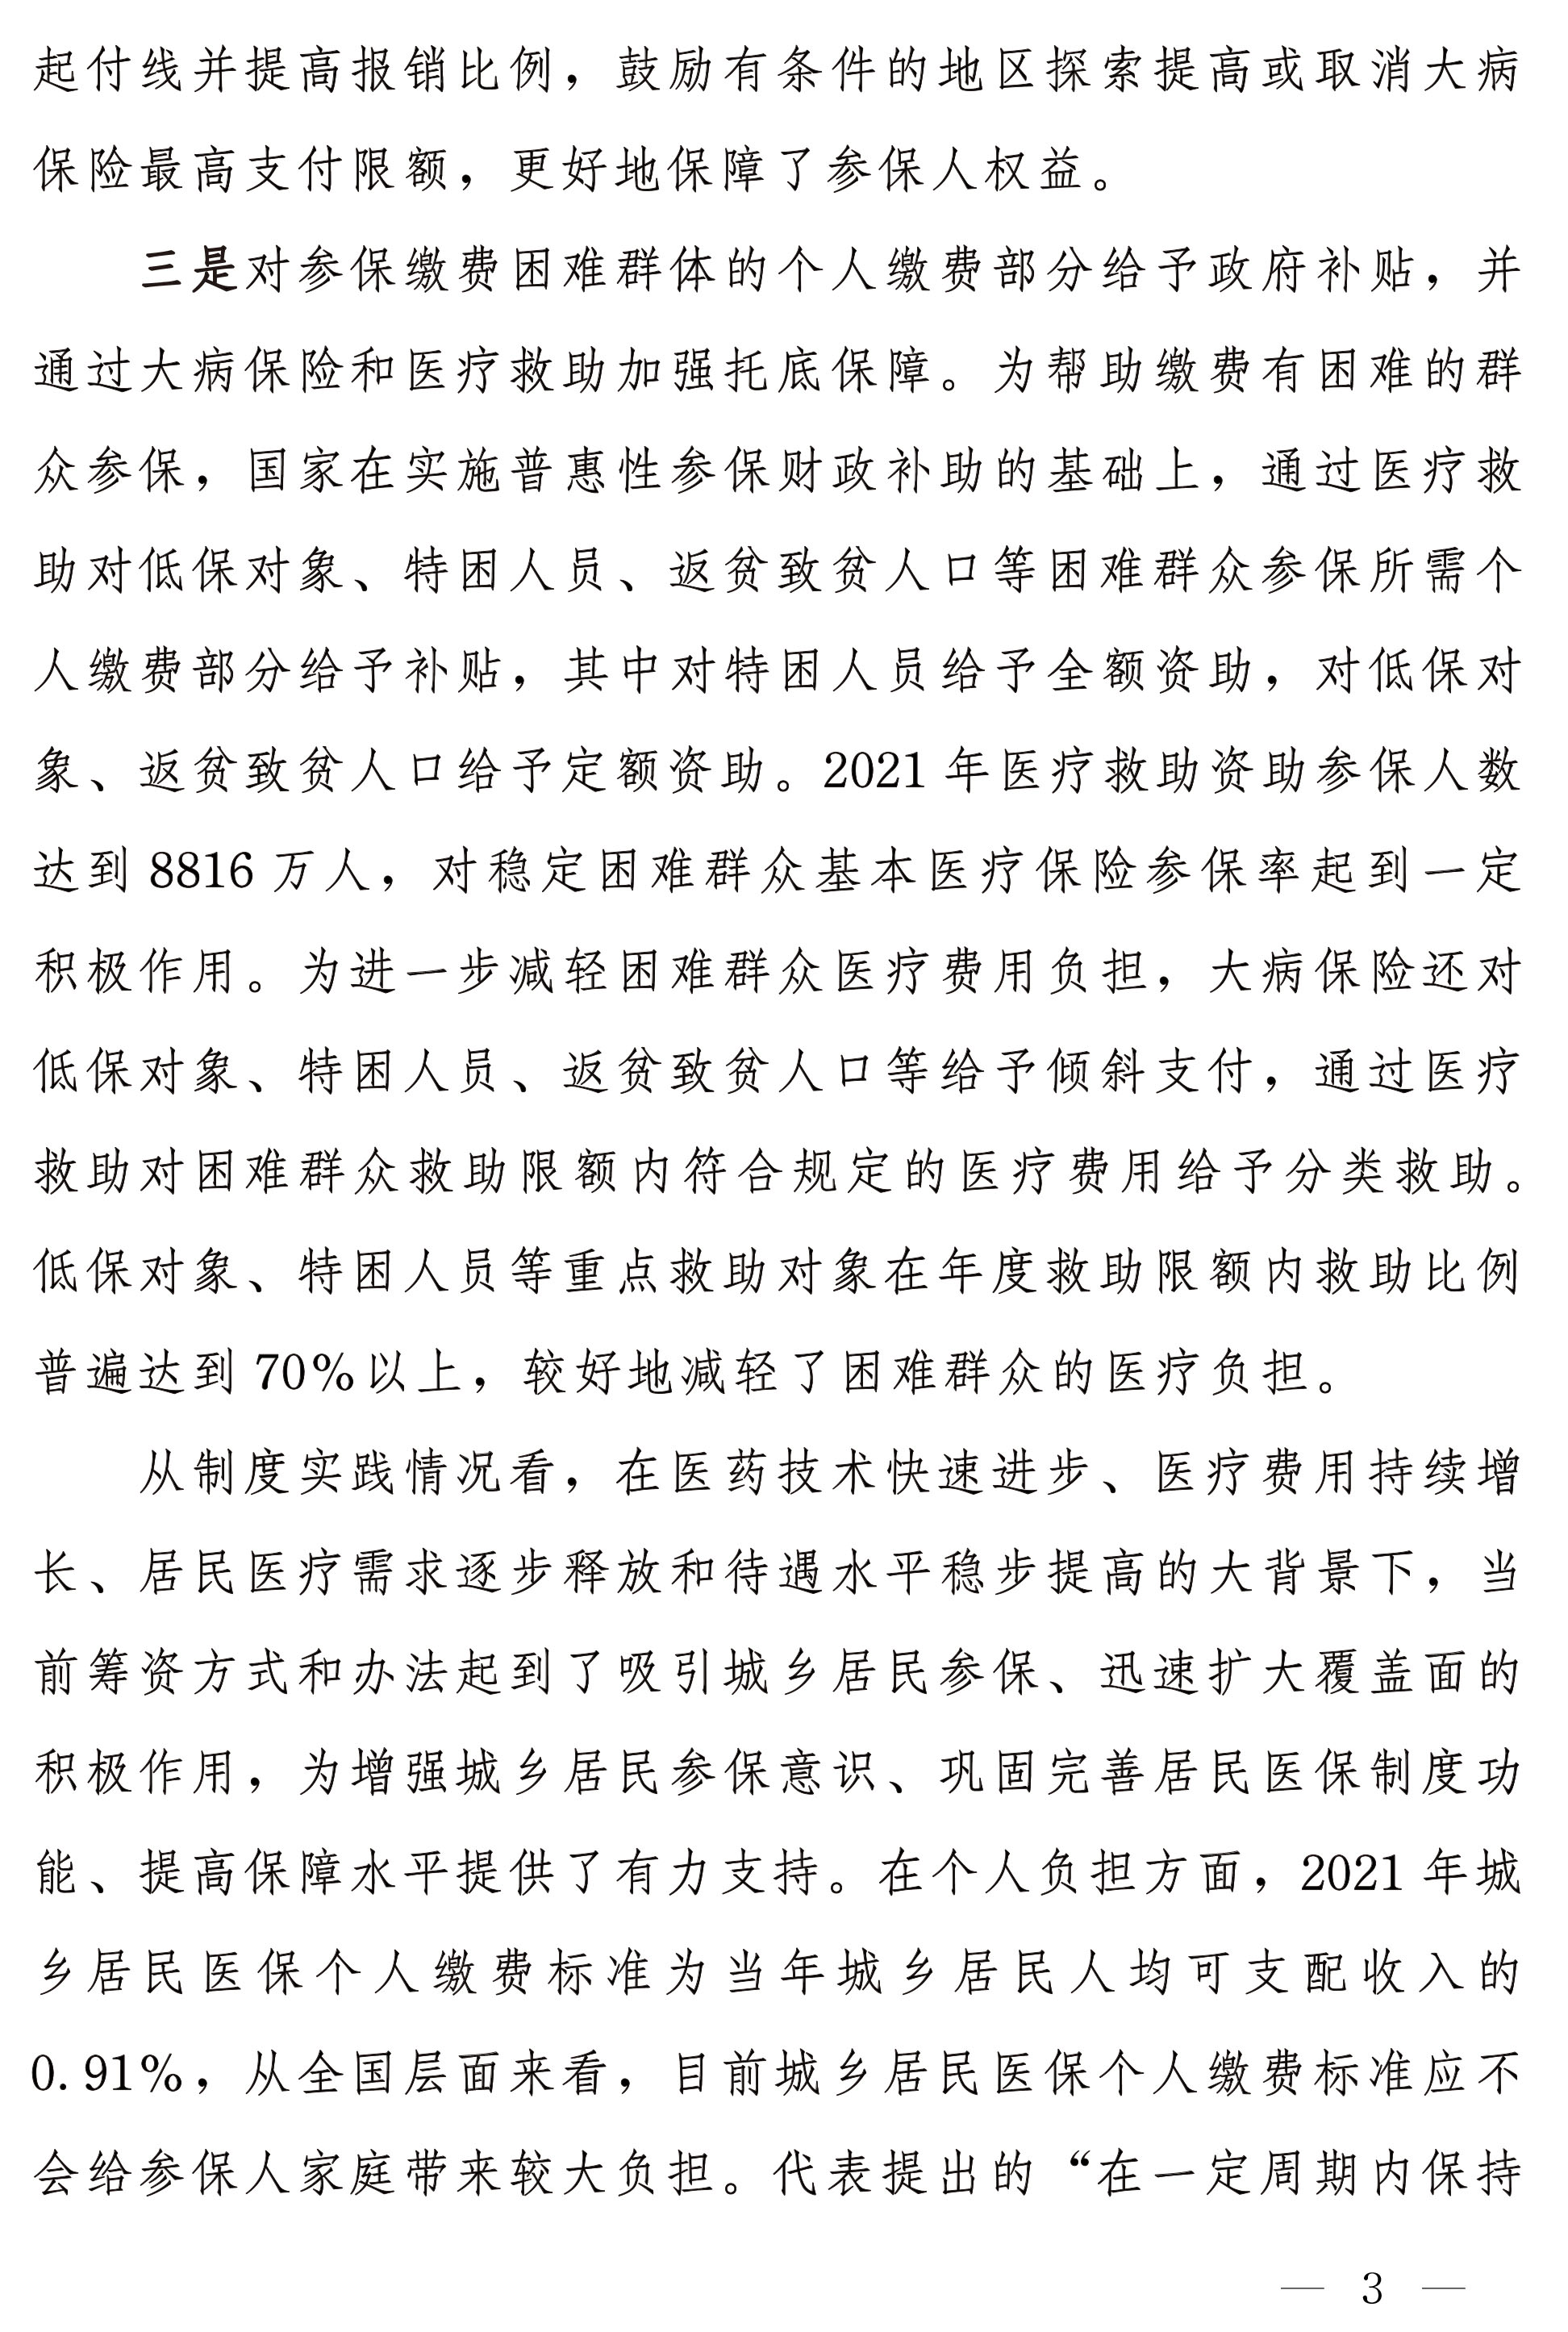 起付线并提高报销比例，鼓励有条件的地区探索提高或取消大病
保险最高支付限额，更好地保障了参保人权益。
三是对参保缴费困难群体的个人缴费部分给予政府补贴，并
通过大病保险和医疗救助加强托底保障。为帮助缴费有困难的群
众参保，国家在实施普惠性参保财政补助的基础上，通过医疗救
助对低保对象、特困人员、返贫致贫人口等困难群众参保所需个
人缴费部分给予补贴，其中对特困人员给予全额资助，对低保对
象、返贫致贫人口给予定额资助。2021 年医疗救助资助参保人数
达到 8816 万人，对稳定困难群众基本医疗保险参保率起到一定
积极作用。为进一步减轻困难群众医疗费用负担，大病保险还对
低保对象、特困人员、返贫致贫人口等给予倾斜支付，通过医疗
救助对困难群众救助限额内符合规定的医疗费用给予分类救助。
低保对象、特困人员等重点救助对象在年度救助限额内救助比例
普遍达到 70%以上，较好地减轻了困难群众的医疗负担。
从制度实践情况看，在医药技术快速进步、医疗费用持续增
长、居民医疗需求逐步释放和待遇水平稳步提高的大背景下，当
前筹资方式和办法起到了吸引城乡居民参保、迅速扩大覆盖面的
积极作用，为增强城乡居民参保意识、巩固完善居民医保制度功
能、提高保障水平提供了有力支持。在个人负担方面，2021 年城
乡居民医保个人缴费标准为当年城乡居民人均可支配收入的
0.91%，从全国层面来看，目前城乡居民医保个人缴费标准应不
会给参保人家庭带来较大负担。代表提出的“在一定周期内保持
— 3 —